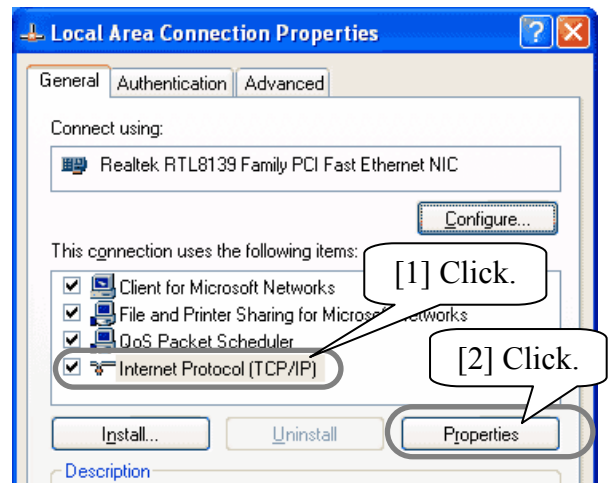 Local Area Connection Properties
General Authentication Advanced
Connect using:
Realtek RTL8139 Family PCI Fast Ethernet NIC
Configure...
This connection uses the following items:
[1] Click.
Client for Microsoft Networks
File and Printer Sharing for Microsoft Networks
QoS Packet Scheduler
[2] Click.
Internet Protocol (TCP/IP)
Install... Uninstall Properties
Description